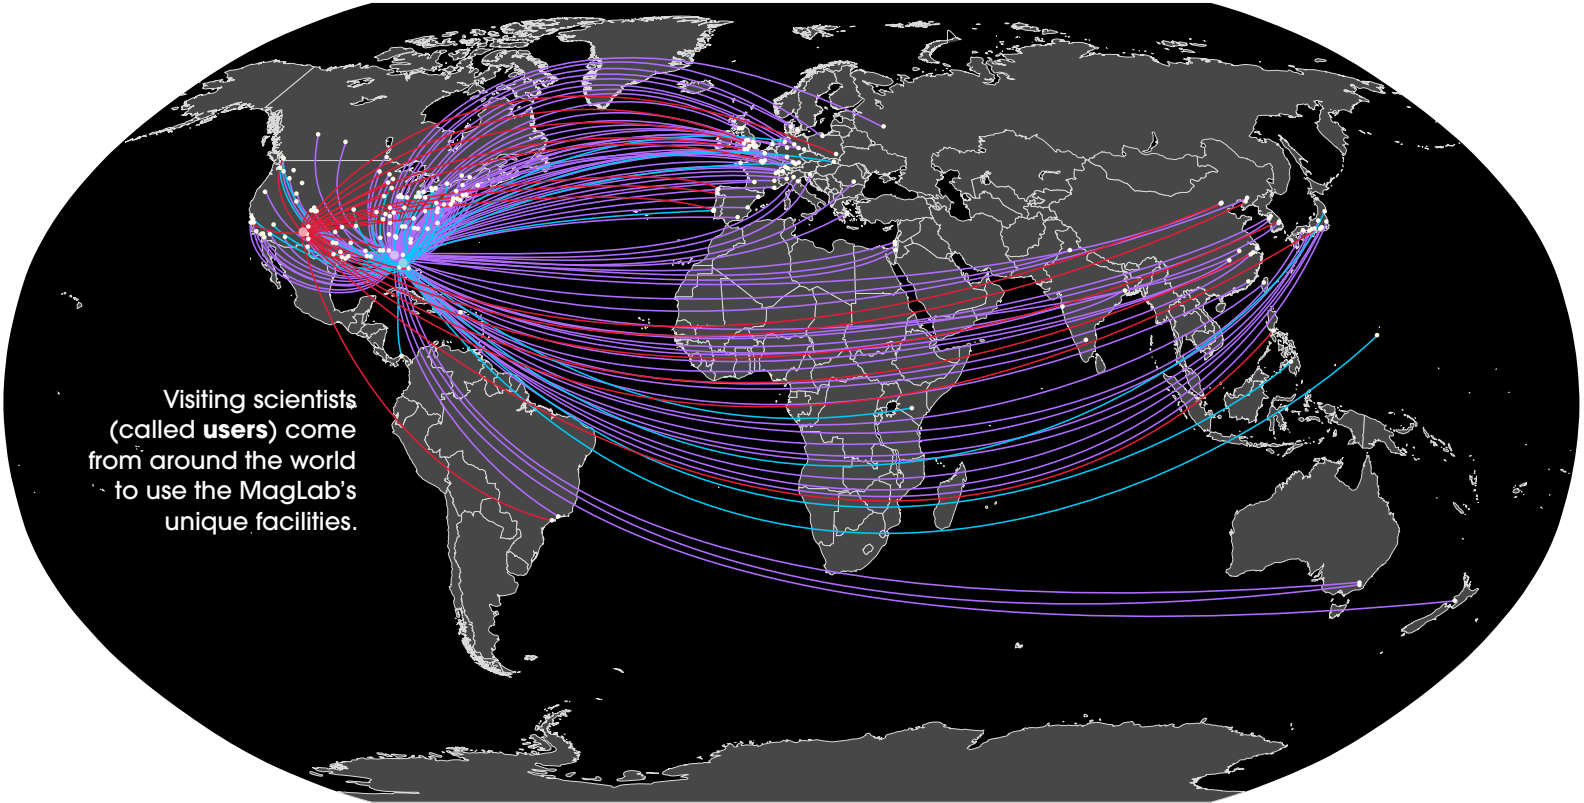 Visiting scientists
(called users) come
from around the world
to use the MagLab’s
unique facilities.